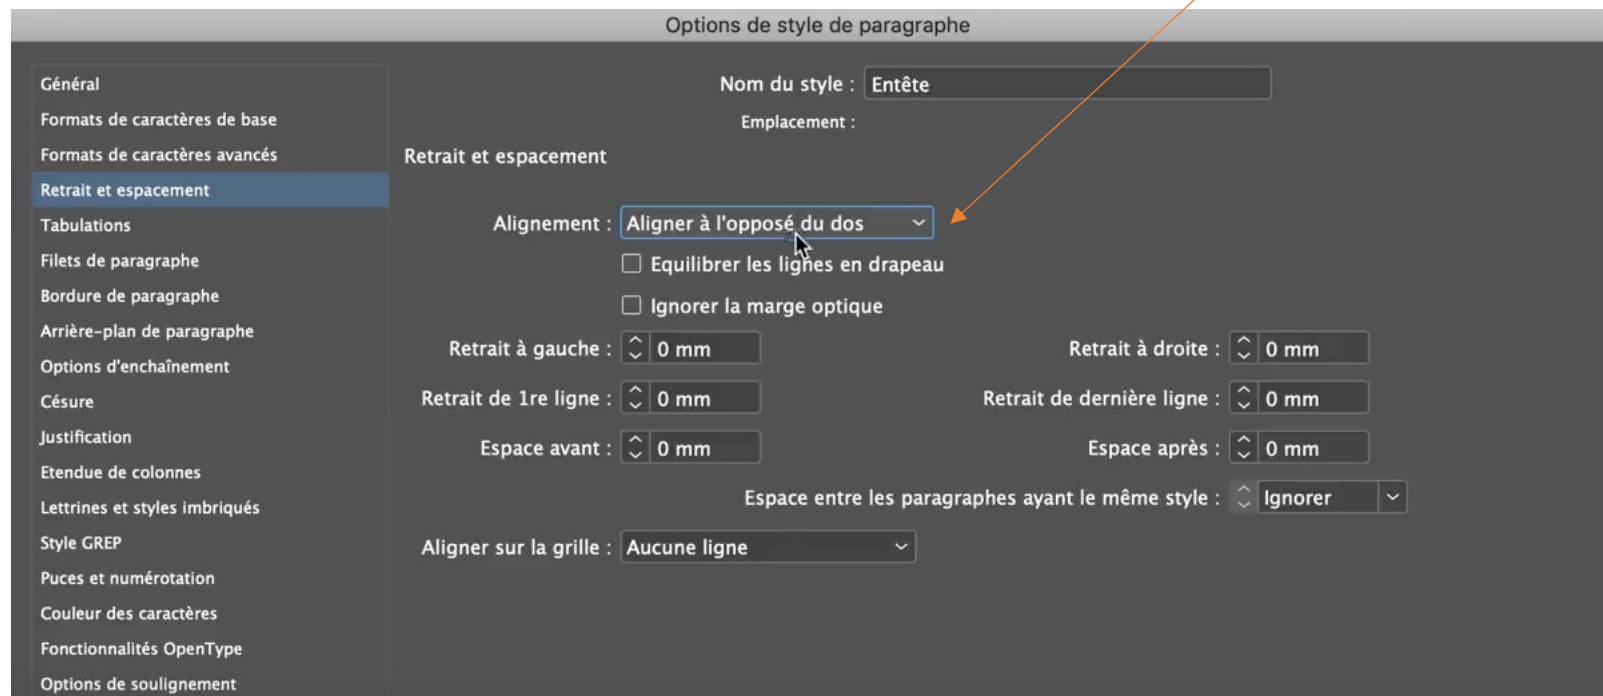 Options de style de paragraphe
Général
Formats de caractères de base
Formats de caractères avancés
Retrait et espacement
Tabulations
Filets de paragraphe
Bordure de paragraphe
Arrière-plan de paragraphe
Options d'enchaînement
Césure
Justification
Etendue de colonnes
Lettrines et styles imbriqués
Style GREP
Puces et numérotation
Couleur des caractères
Fonctionnalités OpenType
Options de soulignement
Nom du style : Entête
Emplacement :
Retrait et espacement
Alignement : Aligner à l'opposé du dos
Equilibrer les lignes en drapeau
Ignorer la marge optique
Retrait à gauche : 0 mm Retrait à droite : 0 mm
Retrait de 1re ligne : 0 mm Retrait de dernière ligne : 0 mm
Espace avant : 0 mm Espace après : 0 mm
Espace entre les paragraphes ayant le même style : Ignorer
Aligner sur la grille : Aucune ligne